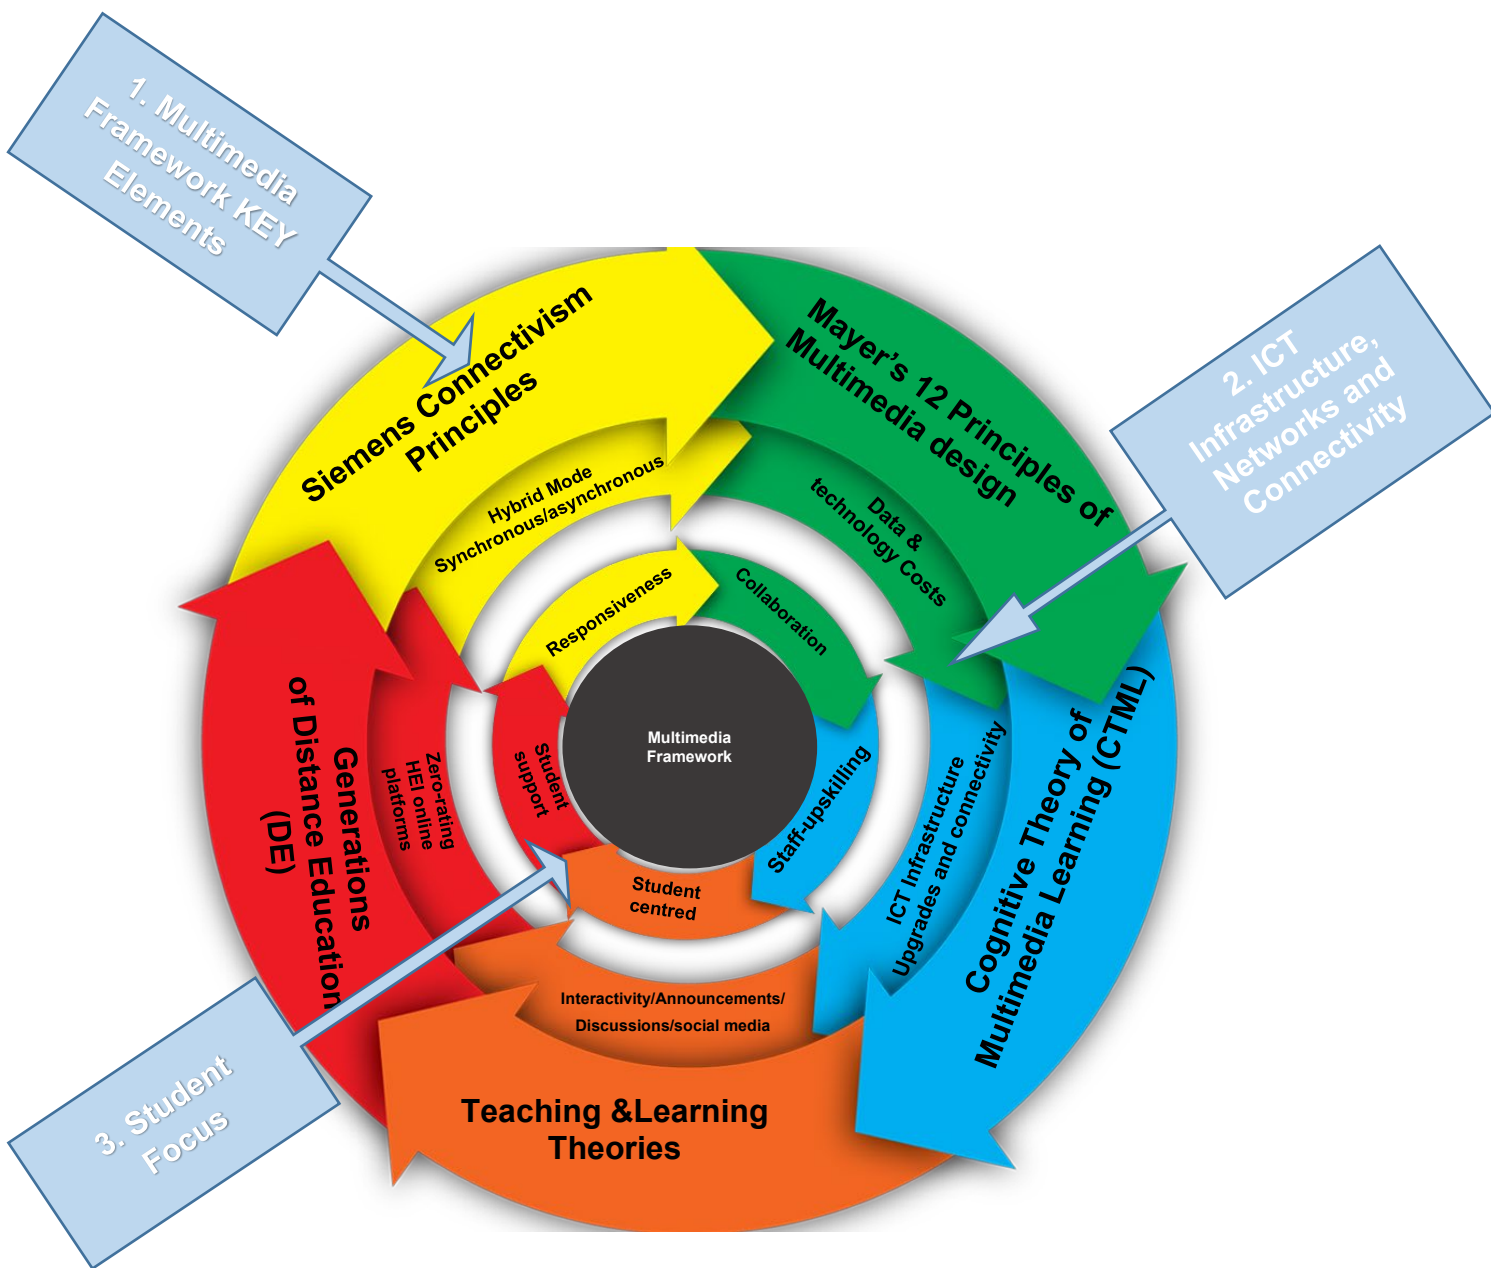 1. Multimedia
Framework KEY
Elements
2. ICT
Infrastructure,
Networks and
Connectivity
3. Student
Focus
Siemens Connectivism
Principles
Mayer's 12 Principles of
Multimedia design
Cognitive Theory of
Multimedia Learning (CTML)
Teaching &Learning
Theories
Generations
of Distance Education
(DE)
Hybrid Mode
Synchronous/asynchronous
Data &
technology Costs
ICT Infrastructure
Upgrades and connectivity
Interactivity/Announcements/
Discussions/social media
Zero-rating
HEI online
platforms
Responsiveness
Collaboration
Staff-upskilling
Student
centred
Student
support
Multimedia
Framework